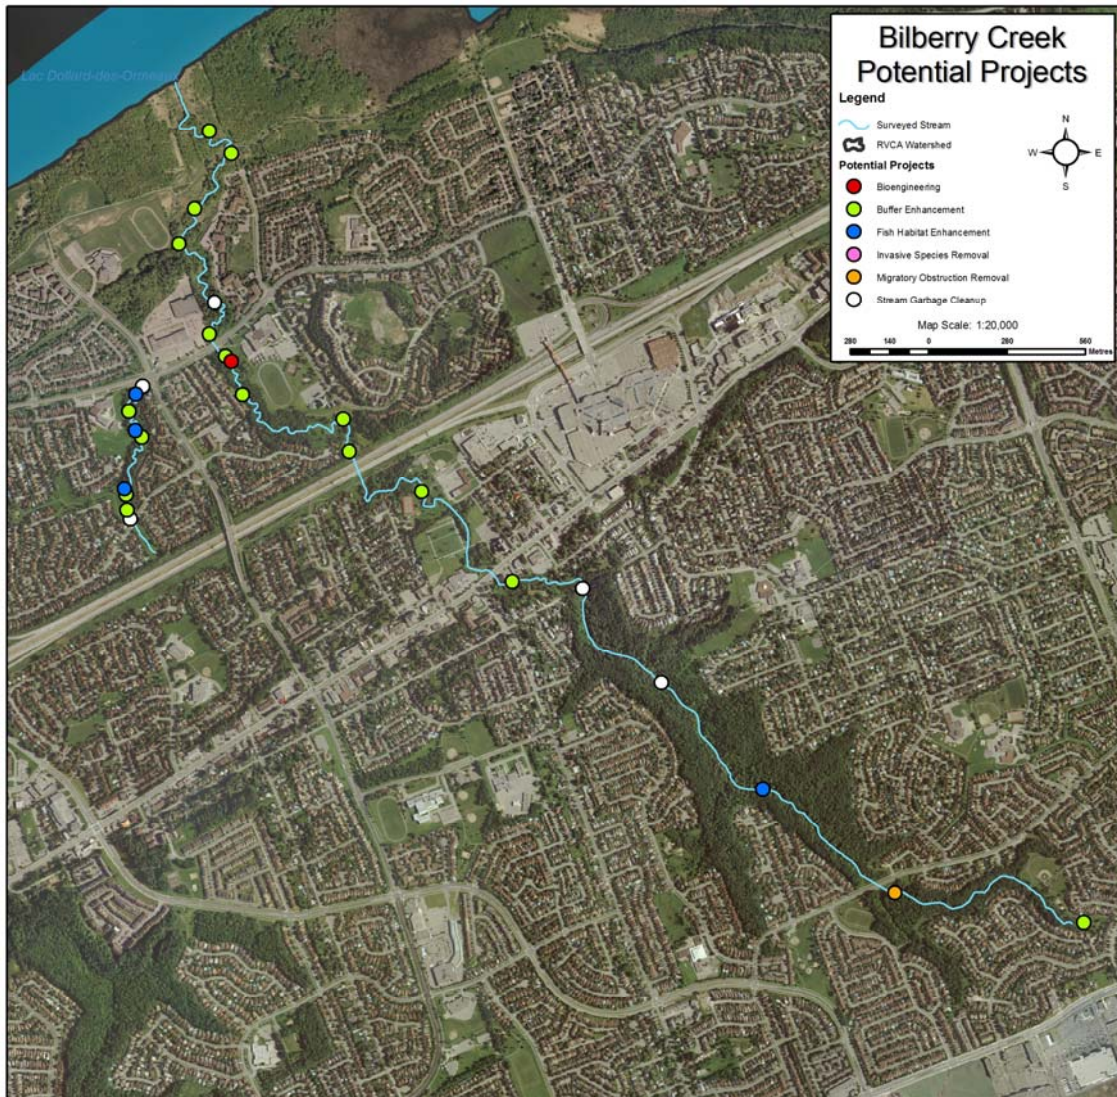 Lac Dollard-des-Ormeaux
Bilberry Creek
Potential Projects
Legend
Surveyed Stream
RVCA Watershed
N
W E
S
Potential Projects
Bioengineering
Buffer Enhancement
Fish Habitat Enhancement
Invasive Species Removal
Migratory Obstruction Removal
Stream Garbage Cleanup
Map Scale: 1:20,000
280 140 0 280 560
Metres